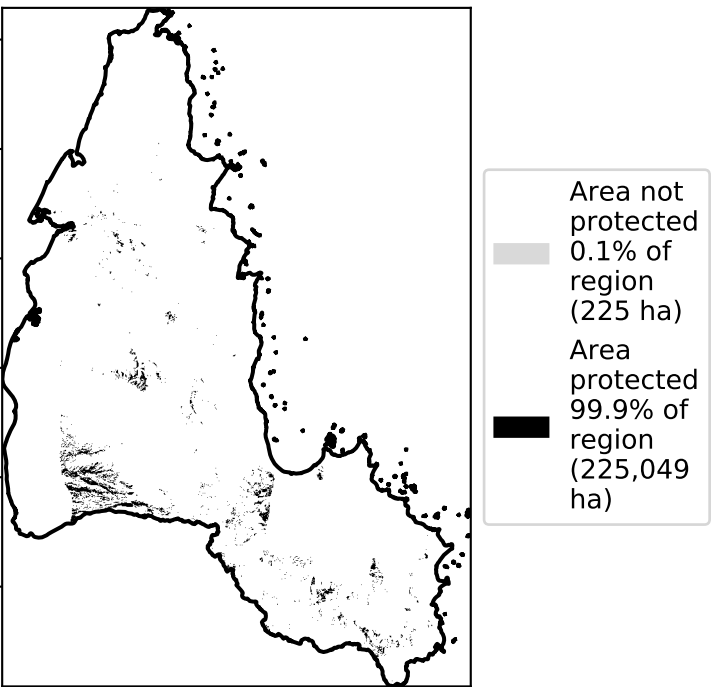 Area not
protected
0.1% of
region
(225 ha)
Area
protected
99.9% of
region
(225,049
ha)